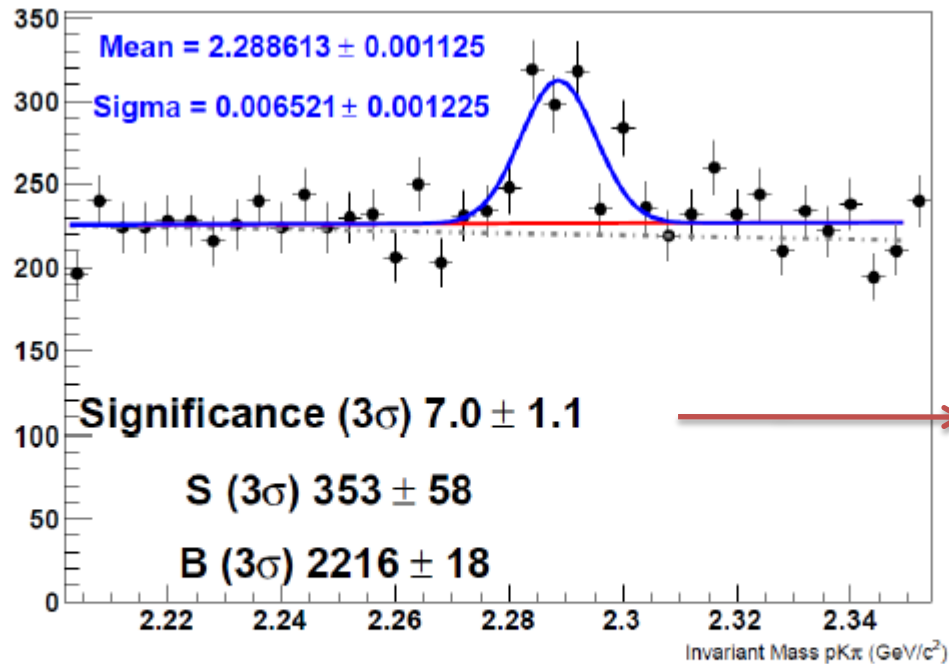 350
Mean = 2.288613 ± 0.001125
300
Sigma = 0.006521 ± 0.001225
250
200
150
Significance (3σ) 7.0 ± 1.1
100
S (3σ) 353 ± 58
50
B (3σ) 2216 ± 18
0
2.22 2.24 2.26 2.28 2.3 2.32 2.34
Invariant Mass pKπ (GeV/c²)